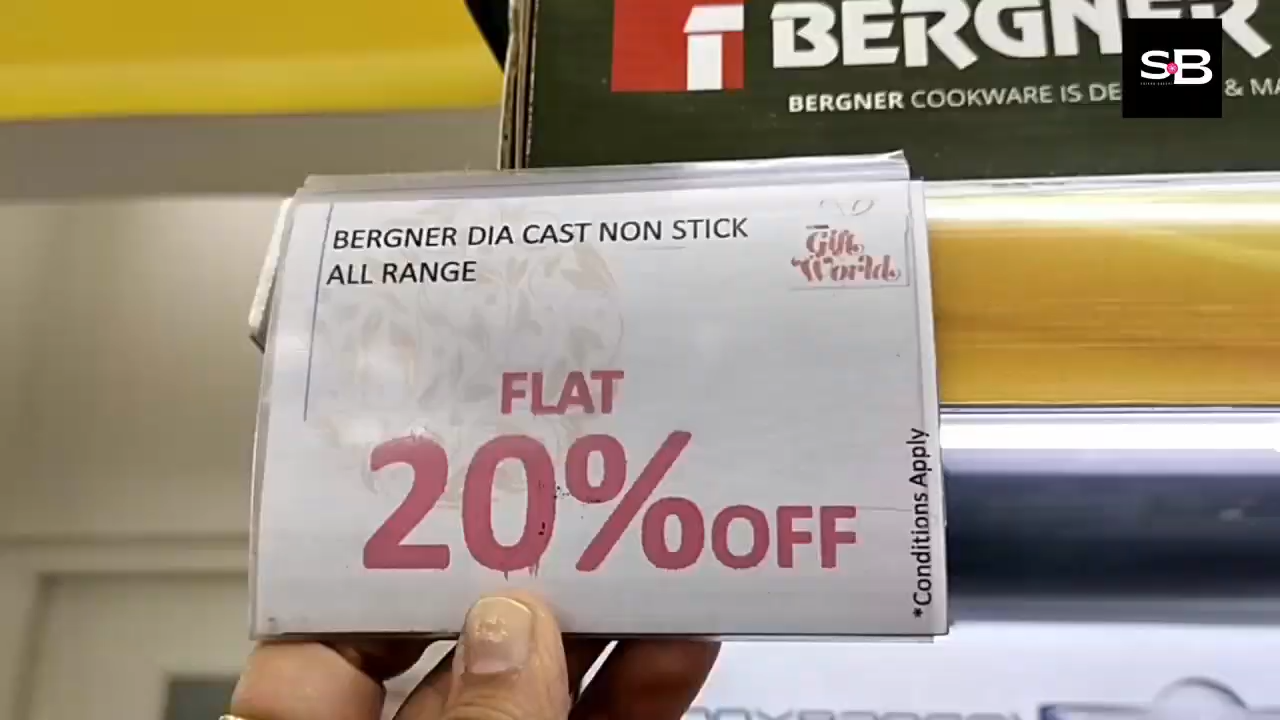 BERGNER
BERGNER COOKWARE IS DE & MA
S B
BERGNER DIA CAST NON STICK
ALL RANGE
Gift
World
FLAT
20% OFF
*Conditions Apply